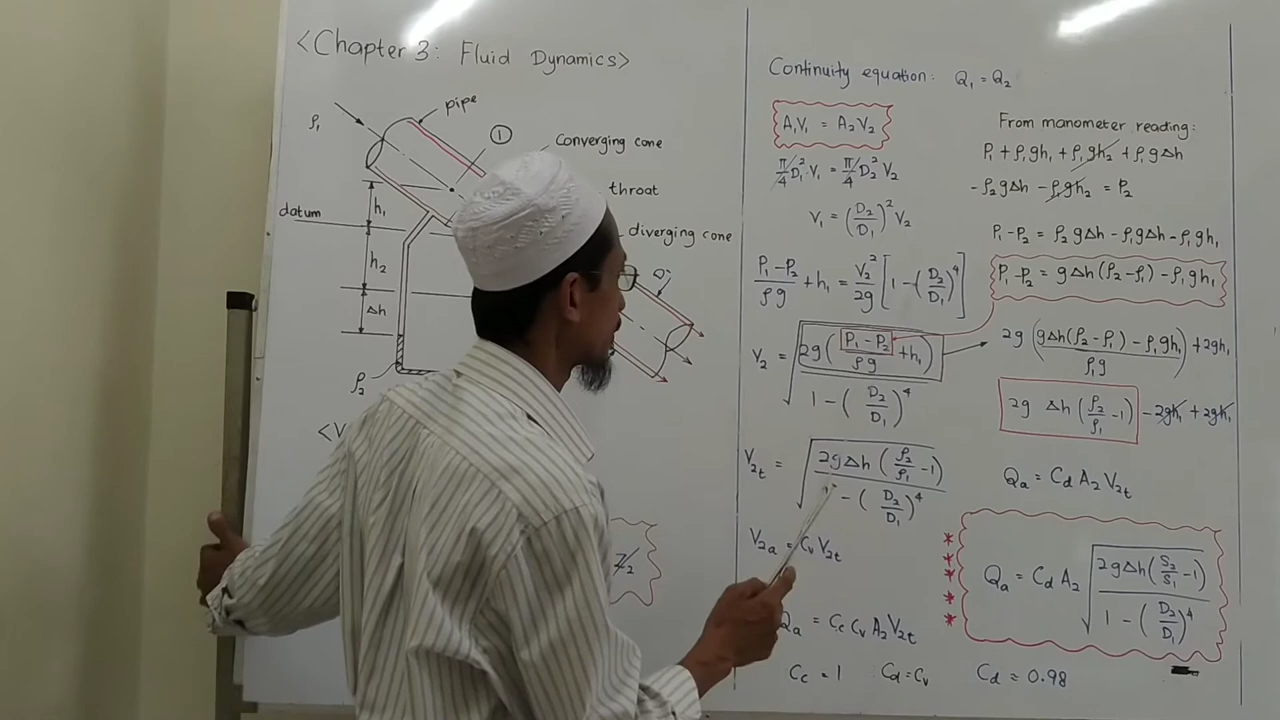 <Chapter 3: Fluid Dynamics>
ρ₁
pipe
①
Converging cone
throat
datum
diverging cone
h₁
h₂
Δh
ρ₂
<V
Z₂
Continuity equation: Q₁ = Q₂
A₁V₁ = A₂V₂
π/4 D₁² V₁ = π/4 D₂² V₂
V₁ = (D₂/D₁)² V₂
(P₁-P₂)/ρg + h₁ = V₂²/2g [1 - (D₂/D₁)⁴]
V₂ = √(2g((P₁-P₂)/ρg + h₁) / (1 - (D₂/D₁)⁴))
V₂t = √(2gΔh(ρ₂/ρ₁ - 1) / (1 - (D₂/D₁)⁴))
V₂a = Cv V₂t
Qa = Cc Cv A₂ V₂t
Cc = 1 Cd = Cv Cd ≈ 0.98
From manometer reading:
P₁ + ρ₁gh₁ + ρ₁gh₂ + ρ₁gΔh
- ρ₂gΔh - ρ₁gh₂ = P₂
P₁-P₂ = ρ₂gΔh - ρ₁gΔh - ρ₁gh₁
P₁-P₂ = gΔh(ρ₂-ρ₁) - ρ₁gh₁
2g((gΔh(ρ₂-ρ₁) - ρ₁gh₁)/ρ₁g) + 2gh₁
2g Δh(ρ₂/ρ₁ - 1) - 2gh₁ + 2gh₁
Qa = Cd A₂ V₂t
*****
Qa = Cd A₂ √(2gΔh(S₂/S₁ - 1) / (1 - (D₂/D₁)⁴))